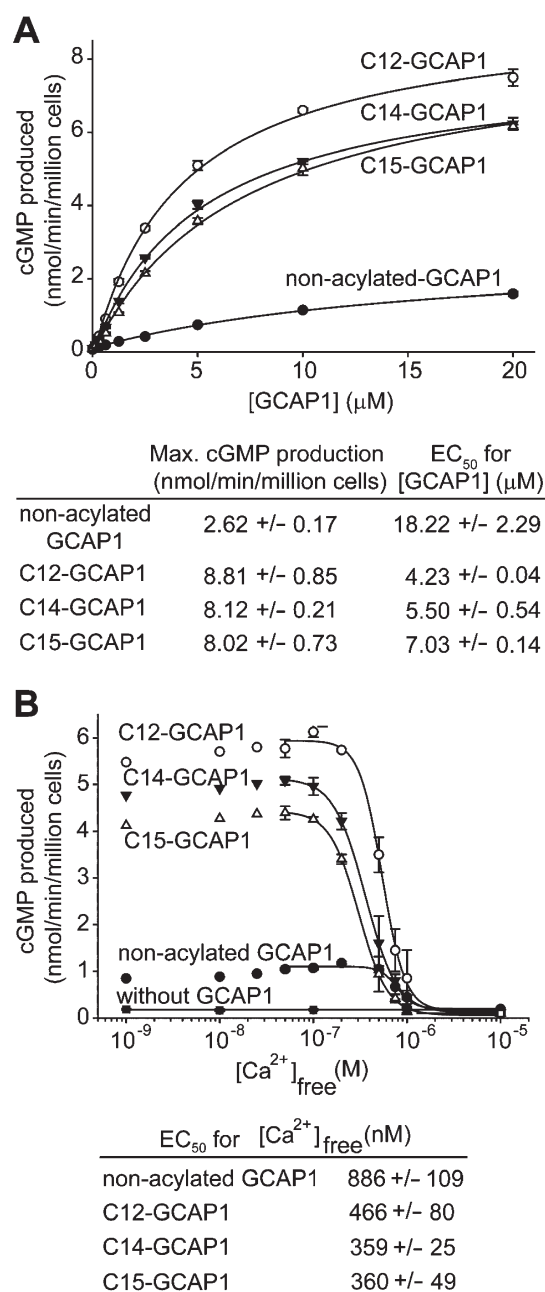 A
C12-GCAP1
C14-GCAP1
C15-GCAP1
non-acylated-GCAP1
cGMP produced
(nmol/min/million cells)
8
6
4
2
0
0 5 10 15 20
[GCAP1] (μM)
Max. cGMP production EC50 for
(nmol/min/million cells) [GCAP1] (μM)
non-acylated
GCAP1 2.62 +/- 0.17 18.22 +/- 2.29
C12-GCAP1 8.81 +/- 0.85 4.23 +/- 0.04
C14-GCAP1 8.12 +/- 0.21 5.50 +/- 0.54
C15-GCAP1 8.02 +/- 0.73 7.03 +/- 0.14
B
C12-GCAP1
C14-GCAP1
C15-GCAP1
non-acylated GCAP1
without GCAP1
cGMP produced
(nmol/min/million cells)
6
5
4
3
2
1
0
10-9 10-8 10-7 10-6 10-5
[Ca2+]free(M)
EC50 for [Ca2+]free(nM)
non-acylated GCAP1 886 +/- 109
C12-GCAP1 466 +/- 80
C14-GCAP1 359 +/- 25
C15-GCAP1 360 +/- 49